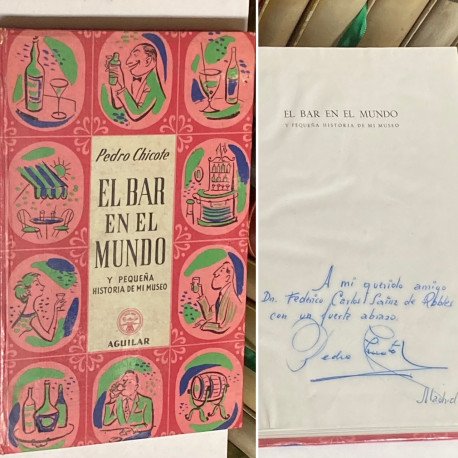 Pedro Chicote
EL BAR
EN EL
MUNDO
Y PEQUEÑA
HISTORIA DE MI MUSEO
AGUILAR
EL BAR EN EL MUNDO
Y PEQUEÑA HISTORIA DE MI MUSEO
A mi querido amigo
Dn. Federico Carlos Sainz de Robles
con un fuerte abrazo.
Pedro Chicote
Madrid